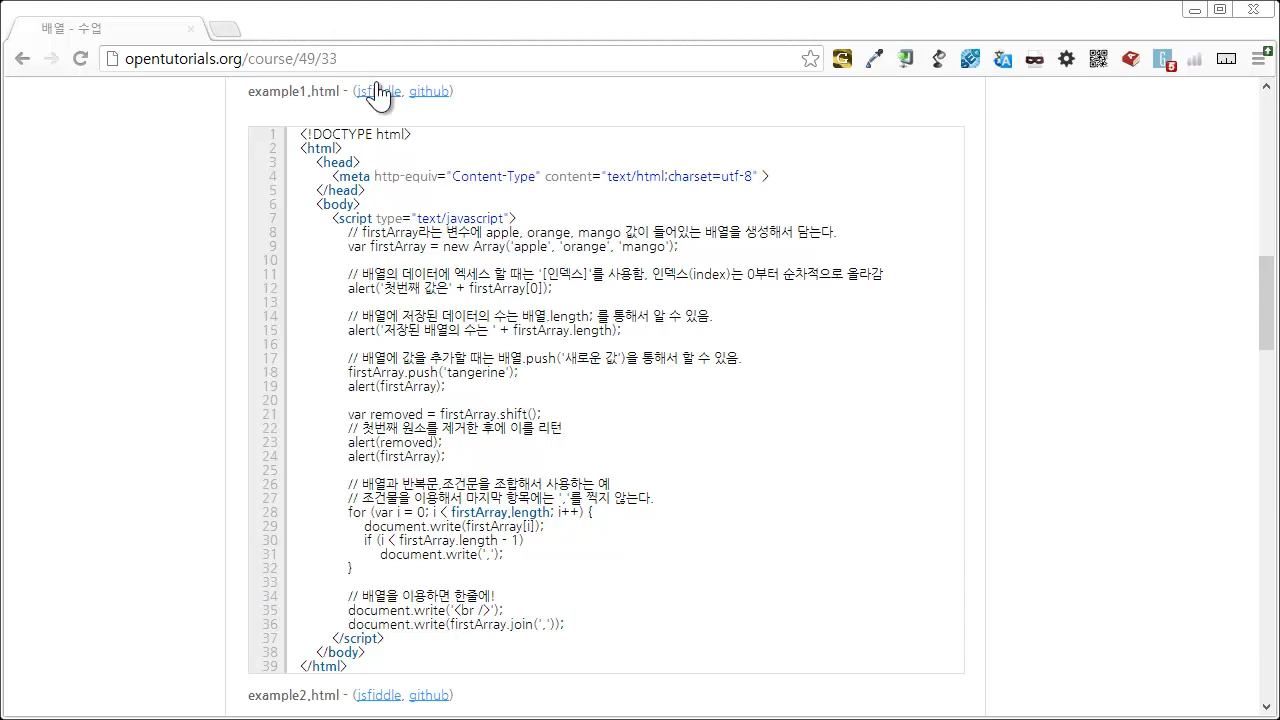 배열 - 수업
opentutorials.org/course/49/33
example1.html - (jsfiddle, github)
1 <!DOCTYPE html>
2 <html>
3 <head>
4 <meta http-equiv="Content-Type" content="text/html;charset=utf-8" >
5 </head>
6 <body>
7 <script type="text/javascript">
8 // firstArray라는 변수에 apple, orange, mango 값이 들어있는 배열을 생성해서 담는다.
9 var firstArray = new Array('apple', 'orange', 'mango');
10
11 // 배열의 데이터에 엑세스 할 때는 '[인덱스]'를 사용함, 인덱스(index)는 0부터 순차적으로 올라감
12 alert('첫번째 값은' + firstArray[0]);
13
14 // 배열에 저장된 데이터의 수는 배열.length; 를 통해서 알 수 있음.
15 alert('저장된 배열의 수는 ' + firstArray.length);
16
17 // 배열에 값을 추가할 때는 배열.push('새로운 값')을 통해서 할 수 있음.
18 firstArray.push('tangerine');
19 alert(firstArray);
20
21 var removed = firstArray.shift();
22 // 첫번째 원소를 제거한 후에 이를 리턴
23 alert(removed);
24 alert(firstArray);
25
26 // 배열과 반복문,조건문을 조합해서 사용하는 예
27 // 조건물을 이용해서 마지막 항목에는 ','를 찍지 않는다.
28 for (var i = 0; i < firstArray.length; i++) {
29 document.write(firstArray[i]);
30 if (i < firstArray.length - 1)
31 document.write(',');
32 }
33
34 // 배열을 이용하면 한줄에!
35 document.write('<br />');
36 document.write(firstArray.join(','));
37 </script>
38 </body>
39 </html>
example2.html - (jsfiddle, github)